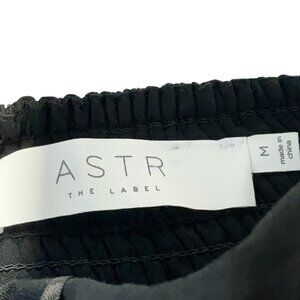 ASTR
THE LABEL
M
made in
china